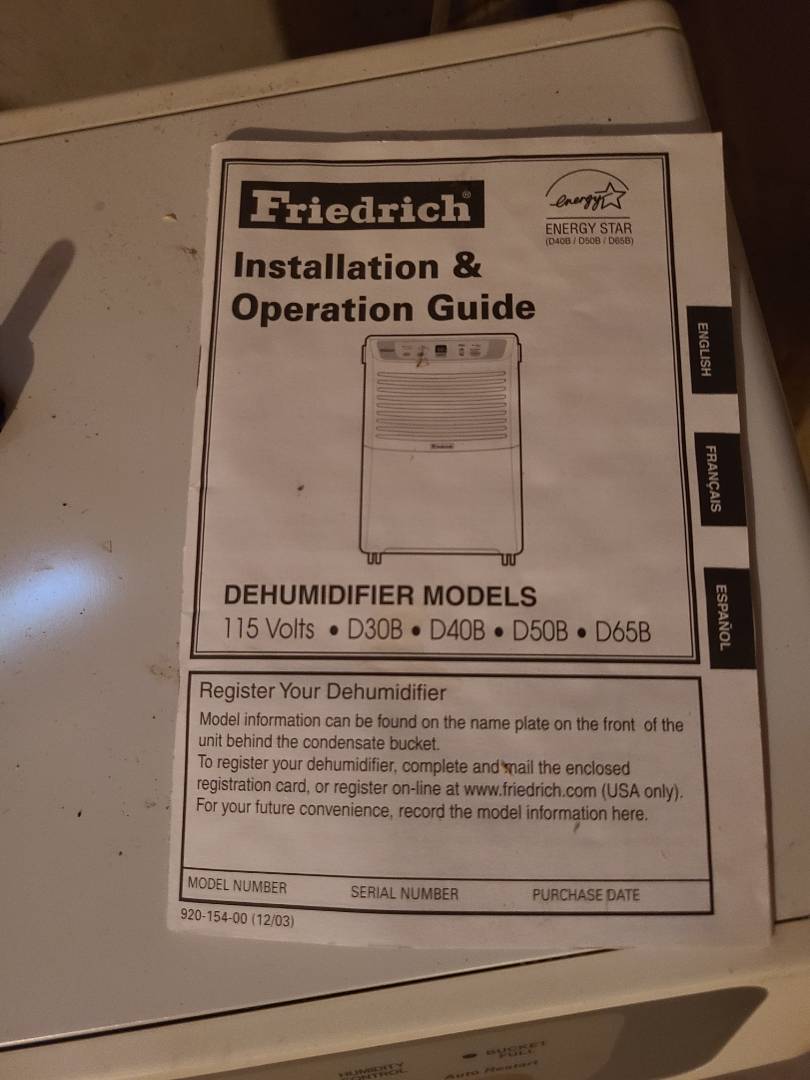 Friedrich®
energy
ENERGY STAR
(D40B / D50B / D65B)
Installation &
Operation Guide
ENGLISH
FRANÇAIS
ESPAÑOL
Friedrich
DEHUMIDIFIER MODELS
115 Volts • D30B • D40B • D50B • D65B
Register Your Dehumidifier
Model information can be found on the name plate on the front of the
unit behind the condensate bucket.
To register your dehumidifier, complete and mail the enclosed
registration card, or register on-line at www.friedrich.com (USA only).
For your future convenience, record the model information here.
MODEL NUMBER SERIAL NUMBER PURCHASE DATE
920-154-00 (12/03)
HUMIDITY
CONTROL
BUCKET
FULL
Auto Restart